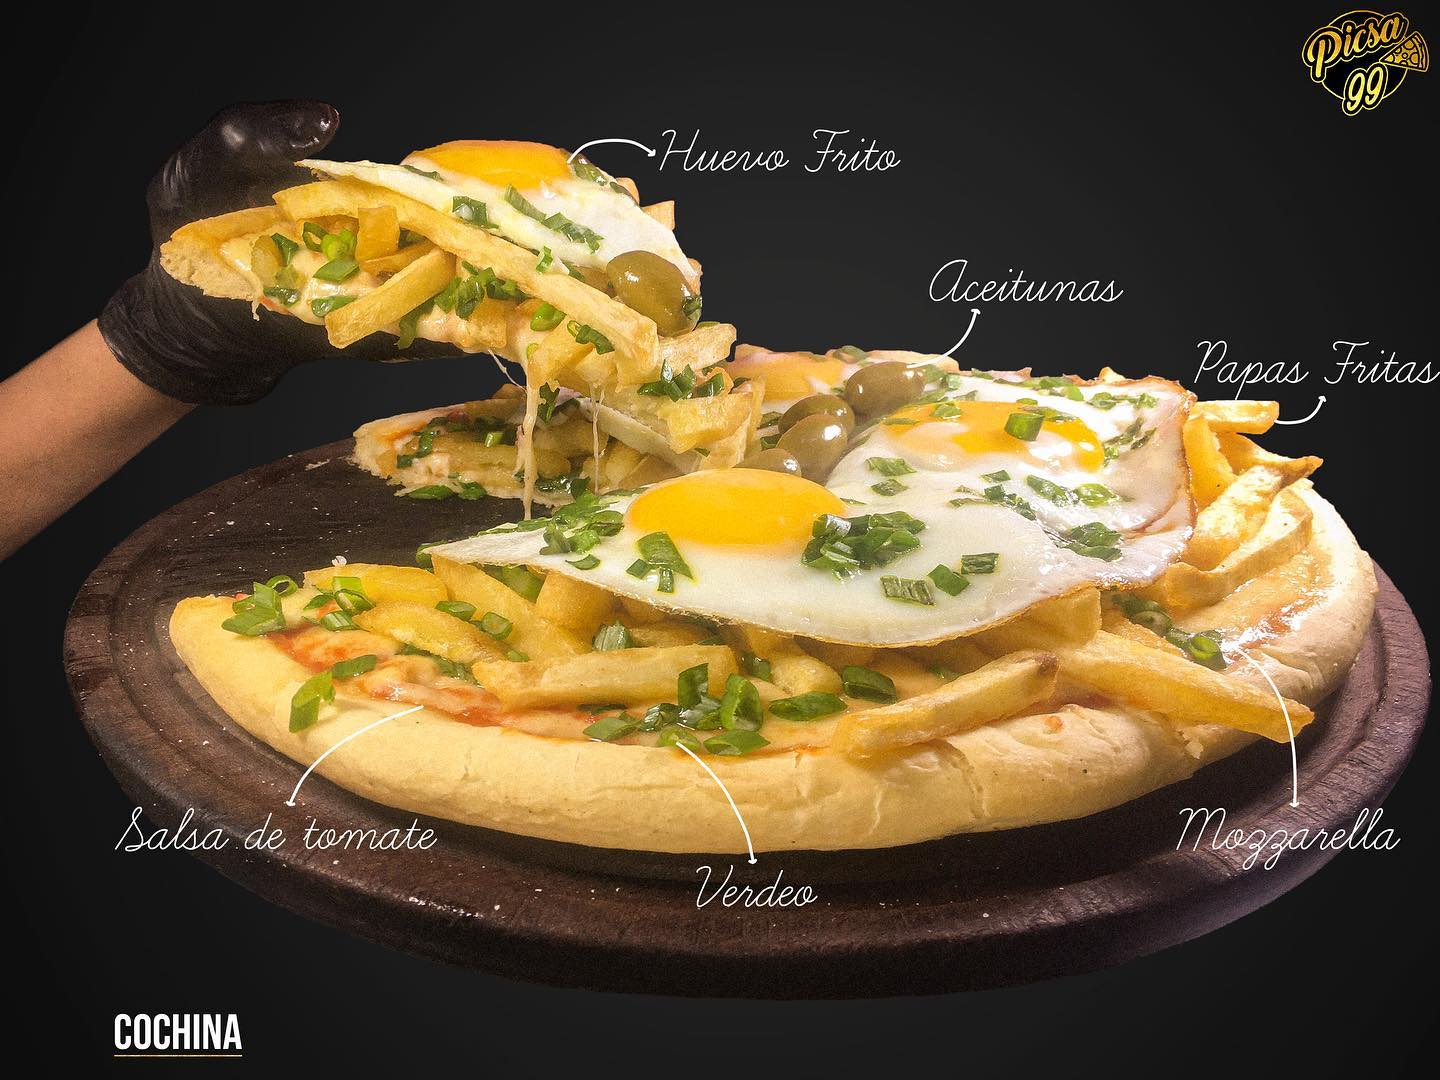 Picsa
99
Huevo Frito
Aceitunas
Papas Fritas
Salsa de tomate
Verdeo
Mozzarella
COCHINA